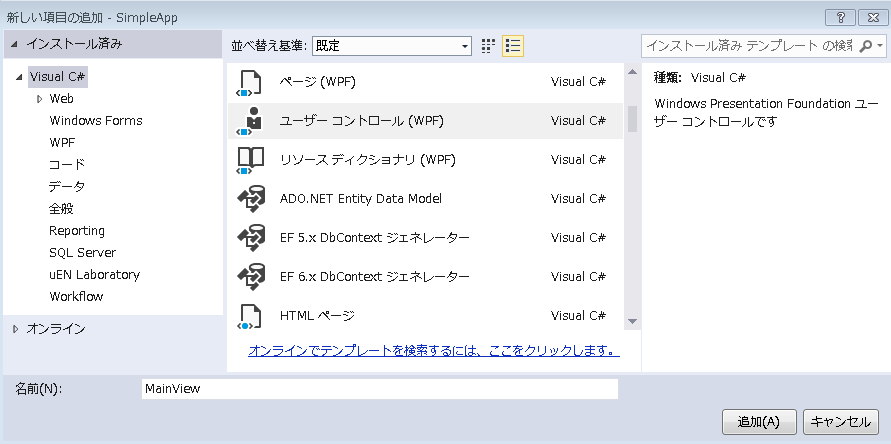 新しい項目の追加 - SimpleApp
インストール済み
並べ替え基準: 既定
インストール済み テンプレート の検索
Visual C#
Web
Windows Forms
WPF
コード
データ
全般
Reporting
SQL Server
uEN Laboratory
Workflow
オンライン
ページ (WPF) Visual C#
ユーザー コントロール (WPF) Visual C#
リソース ディクショナリ (WPF) Visual C#
ADO.NET Entity Data Model Visual C#
EF 5.x DbContext ジェネレーター Visual C#
EF 6.x DbContext ジェネレーター Visual C#
HTML ページ Visual C#
オンラインでテンプレートを検索するには、ここをクリックします。
種類: Visual C#
Windows Presentation Foundation ユー
ザー コントロールです
名前(N): MainView
追加(A) キャンセル